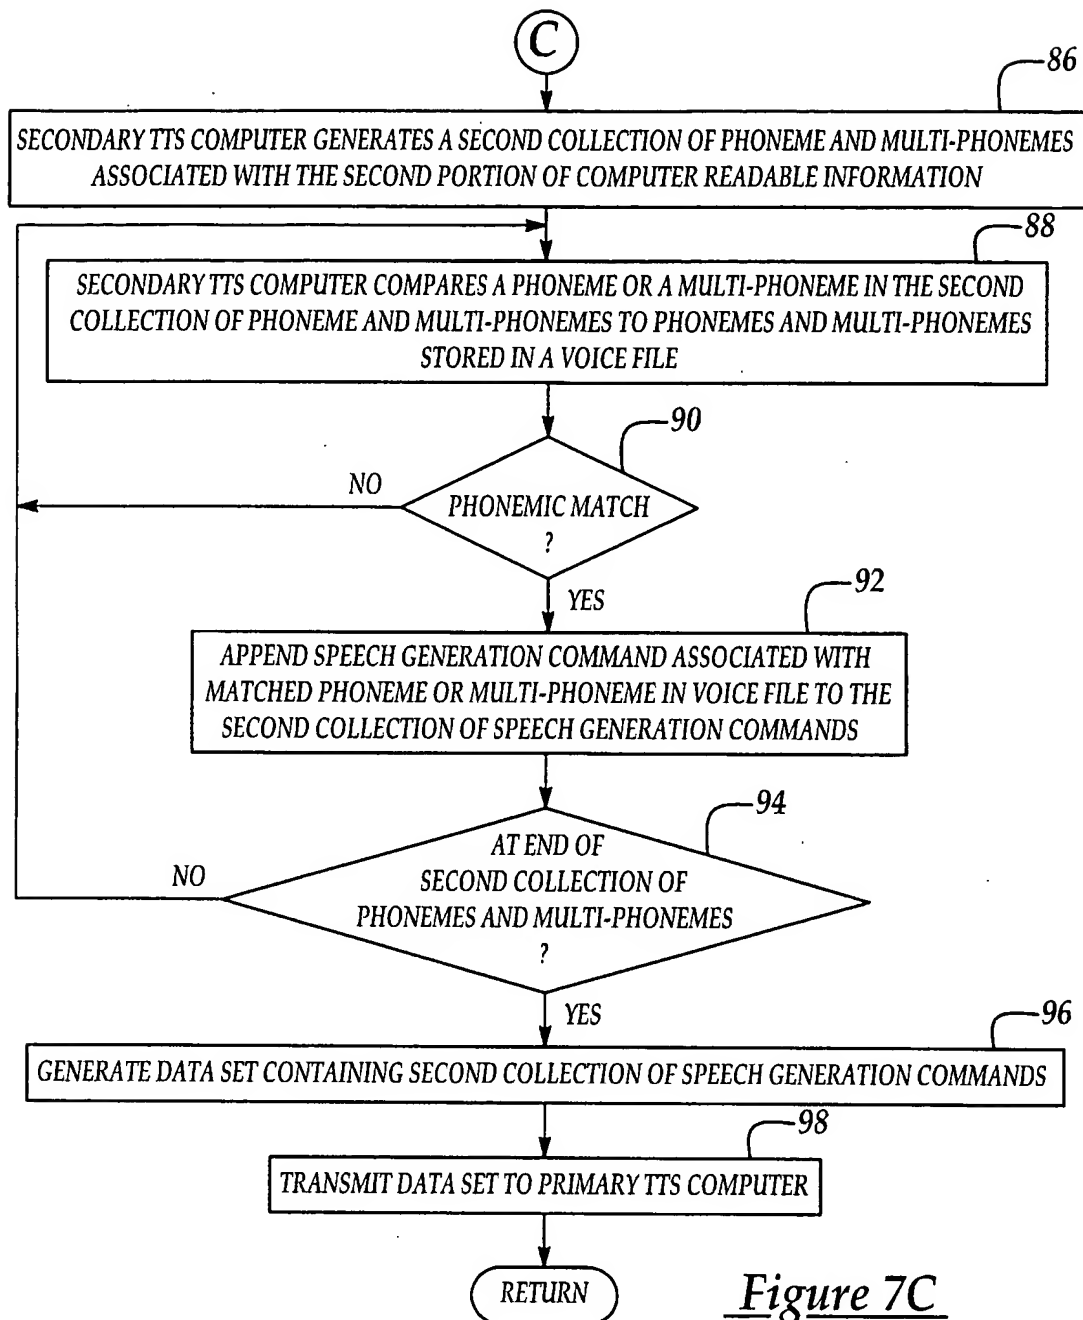 C
86
SECONDARY TTS COMPUTER GENERATES A SECOND COLLECTION OF PHONEME AND MULTI-PHONEMES
ASSOCIATED WITH THE SECOND PORTION OF COMPUTER READABLE INFORMATION
88
SECONDARY TTS COMPUTER COMPARES A PHONEME OR A MULTI-PHONEME IN THE SECOND
COLLECTION OF PHONEME AND MULTI-PHONEMES TO PHONEMES AND MULTI-PHONEMES
STORED IN A VOICE FILE
90
NO
PHONEMIC MATCH
?
YES
92
APPEND SPEECH GENERATION COMMAND ASSOCIATED WITH
MATCHED PHONEME OR MULTI-PHONEME IN VOICE FILE TO THE
SECOND COLLECTION OF SPEECH GENERATION COMMANDS
94
NO
AT END OF
SECOND COLLECTION OF
PHONEMES AND MULTI-PHONEMES
?
YES
96
GENERATE DATA SET CONTAINING SECOND COLLECTION OF SPEECH GENERATION COMMANDS
98
TRANSMIT DATA SET TO PRIMARY TTS COMPUTER
RETURN
Figure 7C